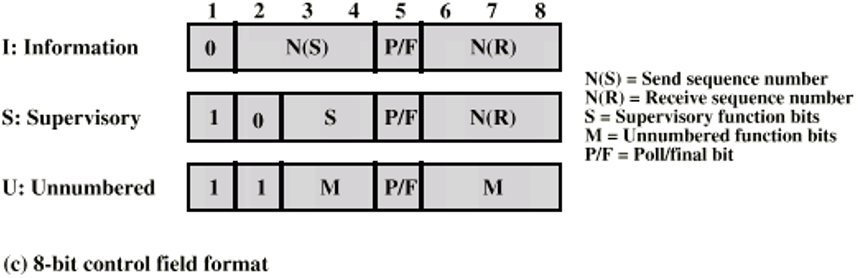 1 2 3 4 5 6 7 8
I: Information 0 N(S) P/F N(R)
N(S) = Send sequence number
N(R) = Receive sequence number
S: Supervisory 1 0 S P/F N(R)
S = Supervisory function bits
M = Unnumbered function bits
P/F = Poll/final bit
U: Unnumbered 1 1 M P/F M
(c) 8-bit control field format